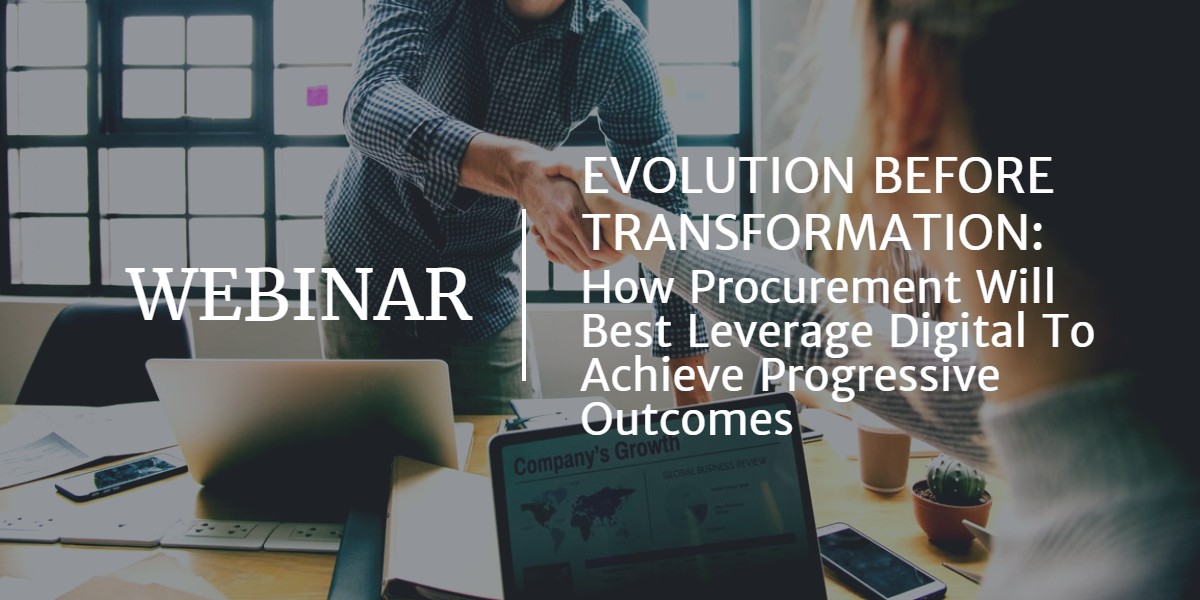 WEBINAR
EVOLUTION BEFORE
TRANSFORMATION:
How Procurement Will
Best Leverage Digital To
Achieve Progressive
Outcomes
Company's Growth
GLOBAL BUSINESS REVIEW